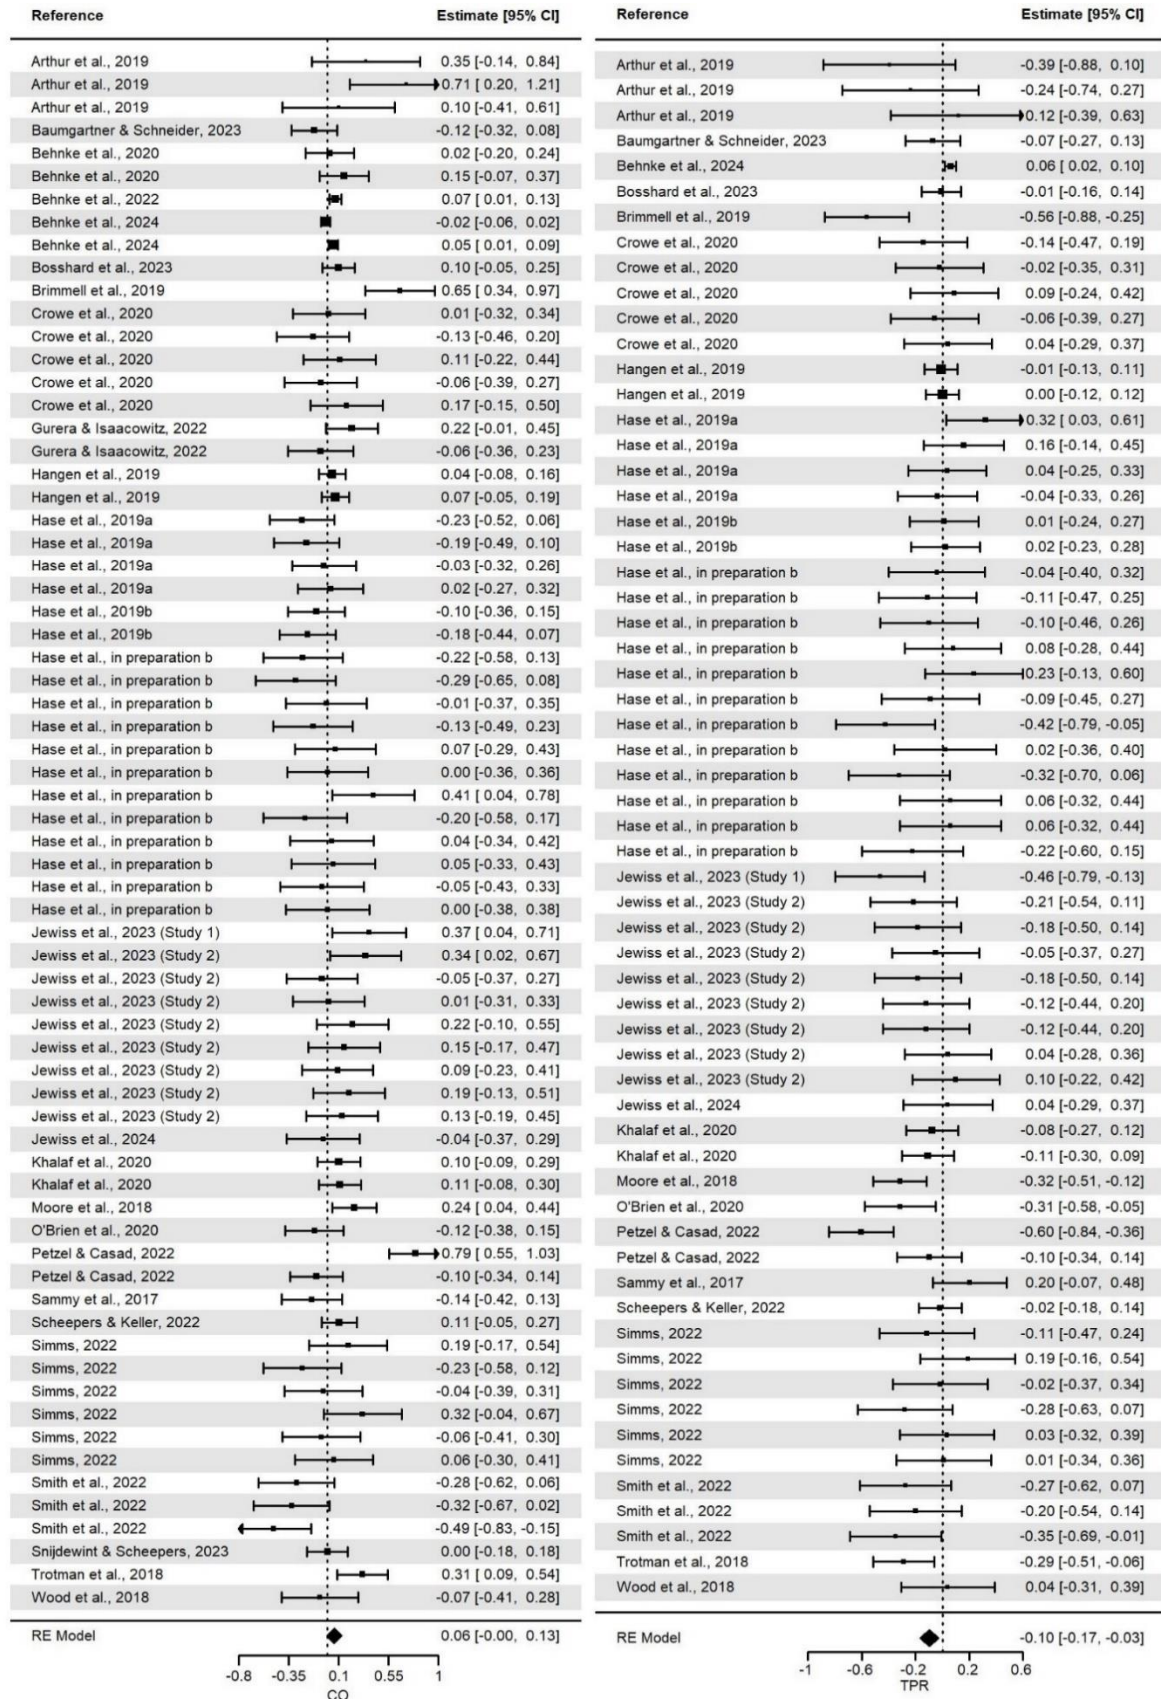 Reference Estimate [95% CI]
Arthur et al., 2019 0.35 [-0.14, 0.84]
Arthur et al., 2019 0.71 [ 0.20, 1.21]
Arthur et al., 2019 0.10 [-0.41, 0.61]
Baumgartner & Schneider, 2023 -0.12 [-0.32, 0.08]
Behnke et al., 2020 0.02 [-0.20, 0.24]
Behnke et al., 2020 0.15 [-0.07, 0.37]
Behnke et al., 2022 0.07 [ 0.01, 0.13]
Behnke et al., 2024 -0.02 [-0.06, 0.02]
Behnke et al., 2024 0.05 [ 0.01, 0.09]
Bosshard et al., 2023 0.10 [-0.05, 0.25]
Brimmell et al., 2019 0.65 [ 0.34, 0.97]
Crowe et al., 2020 0.01 [-0.32, 0.34]
Crowe et al., 2020 -0.13 [-0.46, 0.20]
Crowe et al., 2020 0.11 [-0.22, 0.44]
Crowe et al., 2020 -0.06 [-0.39, 0.27]
Crowe et al., 2020 0.17 [-0.15, 0.50]
Gurera & Isaacowitz, 2022 0.22 [-0.01, 0.45]
Gurera & Isaacowitz, 2022 -0.06 [-0.36, 0.23]
Hangen et al., 2019 0.04 [-0.08, 0.16]
Hangen et al., 2019 0.07 [-0.05, 0.19]
Hase et al., 2019a -0.23 [-0.52, 0.06]
Hase et al., 2019a -0.19 [-0.49, 0.10]
Hase et al., 2019a -0.03 [-0.32, 0.26]
Hase et al., 2019a 0.02 [-0.27, 0.32]
Hase et al., 2019b -0.10 [-0.36, 0.15]
Hase et al., 2019b -0.18 [-0.44, 0.07]
Hase et al., in preparation b -0.22 [-0.58, 0.13]
Hase et al., in preparation b -0.29 [-0.65, 0.08]
Hase et al., in preparation b -0.01 [-0.37, 0.35]
Hase et al., in preparation b -0.13 [-0.49, 0.23]
Hase et al., in preparation b 0.07 [-0.29, 0.43]
Hase et al., in preparation b 0.00 [-0.36, 0.36]
Hase et al., in preparation b 0.41 [ 0.04, 0.78]
Hase et al., in preparation b -0.20 [-0.58, 0.17]
Hase et al., in preparation b 0.04 [-0.34, 0.42]
Hase et al., in preparation b 0.05 [-0.33, 0.43]
Hase et al., in preparation b -0.05 [-0.43, 0.33]
Hase et al., in preparation b 0.00 [-0.38, 0.38]
Jewiss et al., 2023 (Study 1) 0.37 [ 0.04, 0.71]
Jewiss et al., 2023 (Study 2) 0.34 [ 0.02, 0.67]
Jewiss et al., 2023 (Study 2) -0.05 [-0.37, 0.27]
Jewiss et al., 2023 (Study 2) 0.01 [-0.31, 0.33]
Jewiss et al., 2023 (Study 2) 0.22 [-0.10, 0.55]
Jewiss et al., 2023 (Study 2) 0.15 [-0.17, 0.47]
Jewiss et al., 2023 (Study 2) 0.09 [-0.23, 0.41]
Jewiss et al., 2023 (Study 2) 0.19 [-0.13, 0.51]
Jewiss et al., 2023 (Study 2) 0.13 [-0.19, 0.45]
Jewiss et al., 2024 -0.04 [-0.37, 0.29]
Khalaf et al., 2020 0.10 [-0.09, 0.29]
Khalaf et al., 2020 0.11 [-0.08, 0.30]
Moore et al., 2018 0.24 [ 0.04, 0.44]
O'Brien et al., 2020 -0.12 [-0.38, 0.15]
Petzel & Casad, 2022 0.79 [ 0.55, 1.03]
Petzel & Casad, 2022 -0.10 [-0.34, 0.14]
Sammy et al., 2017 -0.14 [-0.42, 0.13]
Scheepers & Keller, 2022 0.11 [-0.05, 0.27]
Simms, 2022 0.19 [-0.17, 0.54]
Simms, 2022 -0.23 [-0.58, 0.12]
Simms, 2022 -0.04 [-0.39, 0.31]
Simms, 2022 0.32 [-0.04, 0.67]
Simms, 2022 -0.06 [-0.41, 0.30]
Simms, 2022 0.06 [-0.30, 0.41]
Smith et al., 2022 -0.28 [-0.62, 0.06]
Smith et al., 2022 -0.32 [-0.67, 0.02]
Smith et al., 2022 -0.49 [-0.83, -0.15]
Snijdewint & Scheepers, 2023 0.00 [-0.18, 0.18]
Trotman et al., 2018 0.31 [ 0.09, 0.54]
Wood et al., 2018 -0.07 [-0.41, 0.28]
RE Model 0.06 [-0.00, 0.13]
-0.8 -0.35 0.1 0.55 1
CO
Reference Estimate [95% CI]
Arthur et al., 2019 -0.39 [-0.88, 0.10]
Arthur et al., 2019 -0.24 [-0.74, 0.27]
Arthur et al., 2019 0.12 [-0.39, 0.63]
Baumgartner & Schneider, 2023 -0.07 [-0.27, 0.13]
Behnke et al., 2024 0.06 [ 0.02, 0.10]
Bosshard et al., 2023 -0.01 [-0.16, 0.14]
Brimmell et al., 2019 -0.56 [-0.88, -0.25]
Crowe et al., 2020 -0.14 [-0.47, 0.19]
Crowe et al., 2020 -0.02 [-0.35, 0.31]
Crowe et al., 2020 0.09 [-0.24, 0.42]
Crowe et al., 2020 -0.06 [-0.39, 0.27]
Crowe et al., 2020 0.04 [-0.29, 0.37]
Hangen et al., 2019 -0.01 [-0.13, 0.11]
Hangen et al., 2019 0.00 [-0.12, 0.12]
Hase et al., 2019a 0.32 [ 0.03, 0.61]
Hase et al., 2019a 0.16 [-0.14, 0.45]
Hase et al., 2019a 0.04 [-0.25, 0.33]
Hase et al., 2019a -0.04 [-0.33, 0.26]
Hase et al., 2019b 0.01 [-0.24, 0.27]
Hase et al., 2019b 0.02 [-0.23, 0.28]
Hase et al., in preparation b -0.04 [-0.40, 0.32]
Hase et al., in preparation b -0.11 [-0.47, 0.25]
Hase et al., in preparation b -0.10 [-0.46, 0.26]
Hase et al., in preparation b 0.08 [-0.28, 0.44]
Hase et al., in preparation b 0.23 [-0.13, 0.60]
Hase et al., in preparation b -0.09 [-0.45, 0.27]
Hase et al., in preparation b -0.42 [-0.79, -0.05]
Hase et al., in preparation b 0.02 [-0.36, 0.40]
Hase et al., in preparation b -0.32 [-0.70, 0.06]
Hase et al., in preparation b 0.06 [-0.32, 0.44]
Hase et al., in preparation b 0.06 [-0.32, 0.44]
Hase et al., in preparation b -0.22 [-0.60, 0.15]
Jewiss et al., 2023 (Study 1) -0.46 [-0.79, -0.13]
Jewiss et al., 2023 (Study 2) -0.21 [-0.54, 0.11]
Jewiss et al., 2023 (Study 2) -0.18 [-0.50, 0.14]
Jewiss et al., 2023 (Study 2) -0.05 [-0.37, 0.27]
Jewiss et al., 2023 (Study 2) -0.18 [-0.50, 0.14]
Jewiss et al., 2023 (Study 2) -0.12 [-0.44, 0.20]
Jewiss et al., 2023 (Study 2) -0.12 [-0.44, 0.20]
Jewiss et al., 2023 (Study 2) 0.04 [-0.28, 0.36]
Jewiss et al., 2023 (Study 2) 0.10 [-0.22, 0.42]
Jewiss et al., 2024 0.04 [-0.29, 0.37]
Khalaf et al., 2020 -0.08 [-0.27, 0.12]
Khalaf et al., 2020 -0.11 [-0.30, 0.09]
Moore et al., 2018 -0.32 [-0.51, -0.12]
O'Brien et al., 2020 -0.31 [-0.58, -0.05]
Petzel & Casad, 2022 -0.60 [-0.84, -0.36]
Petzel & Casad, 2022 -0.10 [-0.34, 0.14]
Sammy et al., 2017 0.20 [-0.07, 0.48]
Scheepers & Keller, 2022 -0.02 [-0.18, 0.14]
Simms, 2022 -0.11 [-0.47, 0.24]
Simms, 2022 0.19 [-0.16, 0.54]
Simms, 2022 -0.02 [-0.37, 0.34]
Simms, 2022 -0.28 [-0.63, 0.07]
Simms, 2022 0.03 [-0.32, 0.39]
Simms, 2022 0.01 [-0.34, 0.36]
Smith et al., 2022 -0.27 [-0.62, 0.07]
Smith et al., 2022 -0.20 [-0.54, 0.14]
Smith et al., 2022 -0.35 [-0.69, -0.01]
Trotman et al., 2018 -0.29 [-0.51, -0.06]
Wood et al., 2018 0.04 [-0.31, 0.39]
RE Model -0.10 [-0.17, -0.03]
-1 -0.6 -0.2 0.2 0.6
TPR